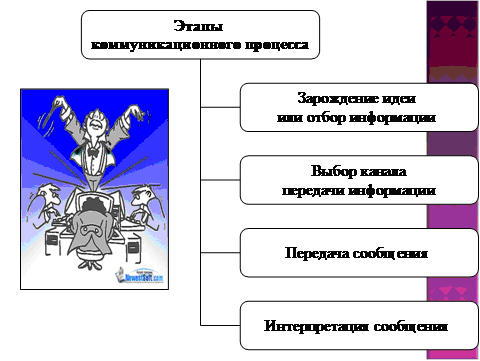 Этапы
коммуникационного процесса
Зарождение идеи
или отбор информации
Выбор канала
передачи информации
Передача сообщения
Интерпретация сообщения